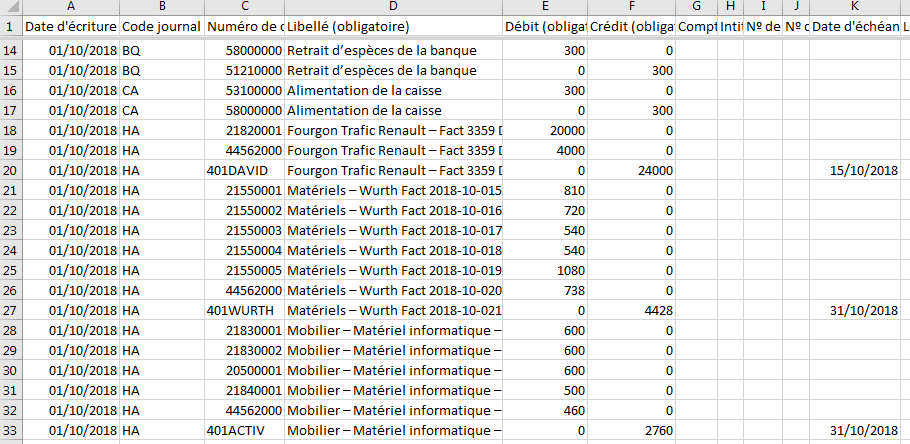 A B C D E F G H I J K
1 Date d'écriture Code journal Numéro de c Libellé (obligatoire) Débit (obligat Crédit (obliga Compt Intit Nº de Nº c Date d'échéan L
14 01/10/2018 BQ 58000000 Retrait d’espèces de la banque 300 0
15 01/10/2018 BQ 51210000 Retrait d’espèces de la banque 0 300
16 01/10/2018 CA 53100000 Alimentation de la caisse 300 0
17 01/10/2018 CA 58000000 Alimentation de la caisse 0 300
18 01/10/2018 HA 21820001 Fourgon Trafic Renault – Fact 3359 D 20000 0
19 01/10/2018 HA 44562000 Fourgon Trafic Renault – Fact 3359 D 4000 0
20 01/10/2018 HA 401DAVID Fourgon Trafic Renault – Fact 3359 D 0 24000 15/10/2018
21 01/10/2018 HA 21550001 Matériels – Wurth Fact 2018-10-015 810 0
22 01/10/2018 HA 21550002 Matériels – Wurth Fact 2018-10-016 720 0
23 01/10/2018 HA 21550003 Matériels – Wurth Fact 2018-10-017 540 0
24 01/10/2018 HA 21550004 Matériels – Wurth Fact 2018-10-018 540 0
25 01/10/2018 HA 21550005 Matériels – Wurth Fact 2018-10-019 1080 0
26 01/10/2018 HA 44562000 Matériels – Wurth Fact 2018-10-020 738 0
27 01/10/2018 HA 401WURTH Matériels – Wurth Fact 2018-10-021 0 4428 31/10/2018
28 01/10/2018 HA 21830001 Mobilier – Matériel informatique – 600 0
29 01/10/2018 HA 21830002 Mobilier – Matériel informatique – 600 0
30 01/10/2018 HA 20500001 Mobilier – Matériel informatique – 600 0
31 01/10/2018 HA 21840001 Mobilier – Matériel informatique – 500 0
32 01/10/2018 HA 44562000 Mobilier – Matériel informatique – 460 0
33 01/10/2018 HA 401ACTIV Mobilier – Matériel informatique – 0 2760 31/10/2018